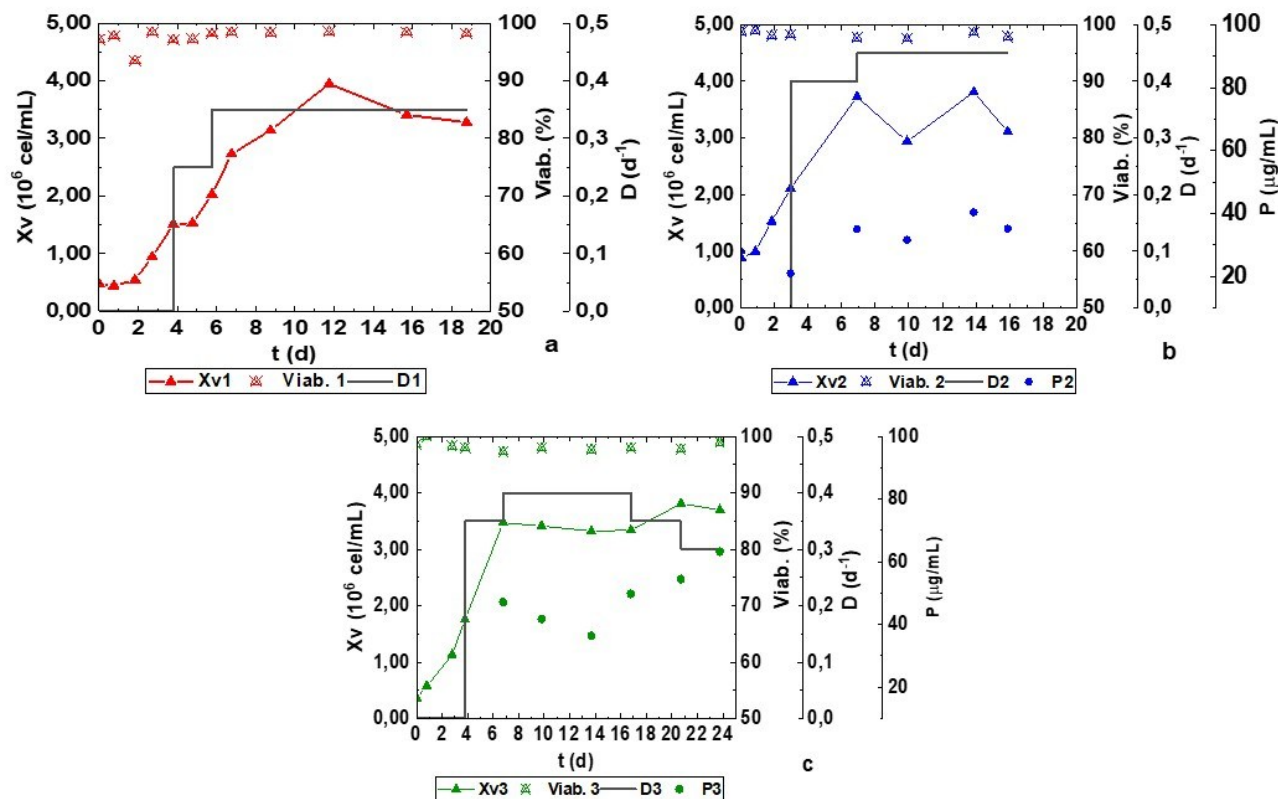 5,00
4,00
3,00
2,00
1,00
0,00
Xv (10⁶ cel/mL)
0 2 4 6 8 10 12 14 16 18 20
t (d)
100
90
80
70
60
50
Viab. (%)
0,5
0,4
0,3
0,2
0,1
0,0
D (d⁻¹)
a
Xv1 Viab. 1 D1
5,00
4,00
3,00
2,00
1,00
0,00
Xv (10⁶ cel/mL)
0 2 4 6 8 10 12 14 16 18 20
t (d)
100
90
80
70
60
50
Viab. (%)
0,5
0,4
0,3
0,2
0,1
0,0
D (d⁻¹)
100
80
60
40
20
P (µg/mL)
b
Xv2 Viab. 2 D2 P2
5,00
4,00
3,00
2,00
1,00
0,00
Xv (10⁶ cel/mL)
0 2 4 6 8 10 12 14 16 18 20 22 24
t (d)
100
90
80
70
60
50
Viab. (%)
0,5
0,4
0,3
0,2
0,1
0,0
D (d⁻¹)
100
80
60
40
20
P (µg/mL)
c
Xv3 Viab. 3 D3 P3